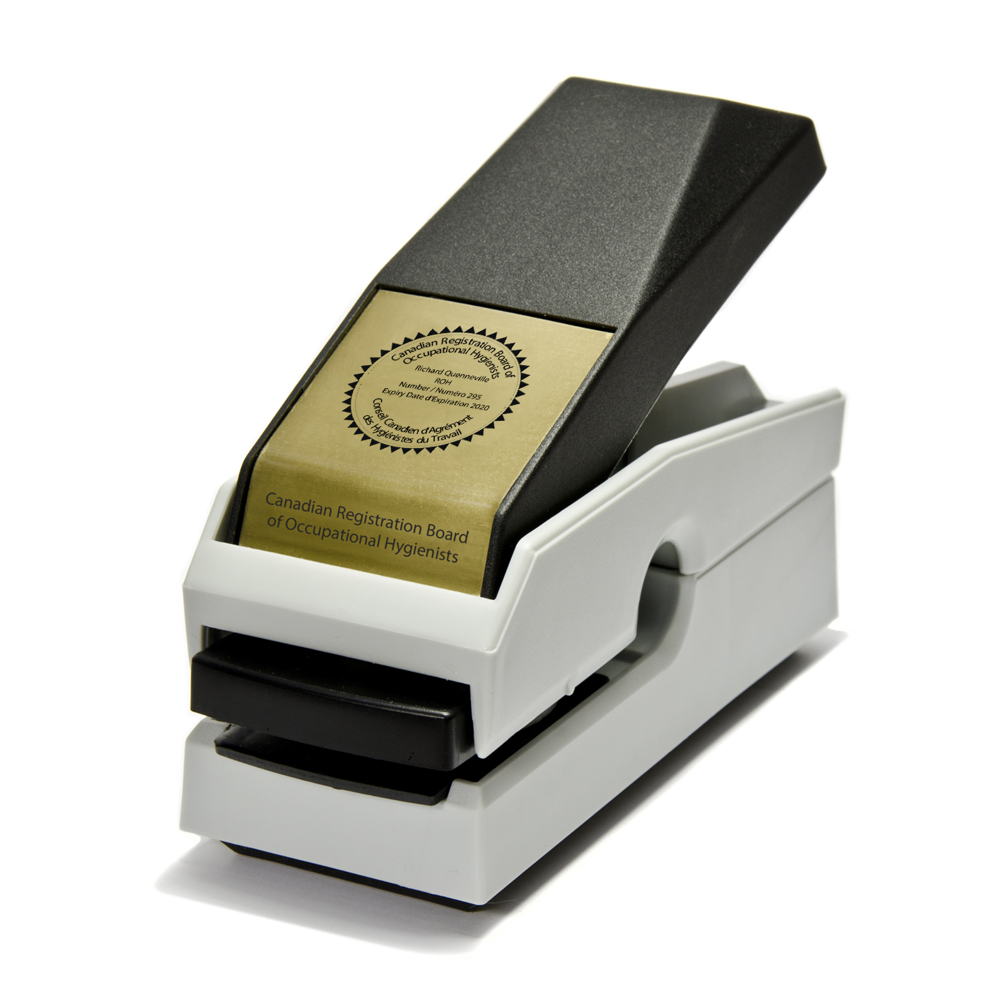 Canadian Registration Board of
Occupational Hygienists
Richard Quenneville
ROH
Number / Numéro 295
Expiry Date d'Expiration 2020
Conseil Canadien d'Agrément
des Hygiénistes du Travail
Canadian Registration Board
of Occupational Hygienists